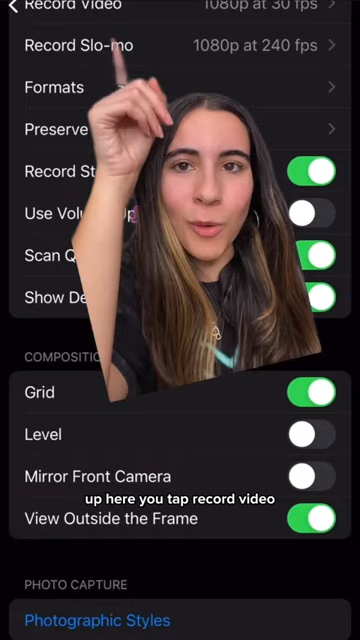 Record Video 1080p at 30 fps
Record Slo-mo 1080p at 240 fps
Formats
Preserve
Record St
Use Volu Up
Scan Q
Show De
COMPOSITIO
Grid
Level
Mirror Front Camera
up here you tap record video
View Outside the Frame
PHOTO CAPTURE
Photographic Styles